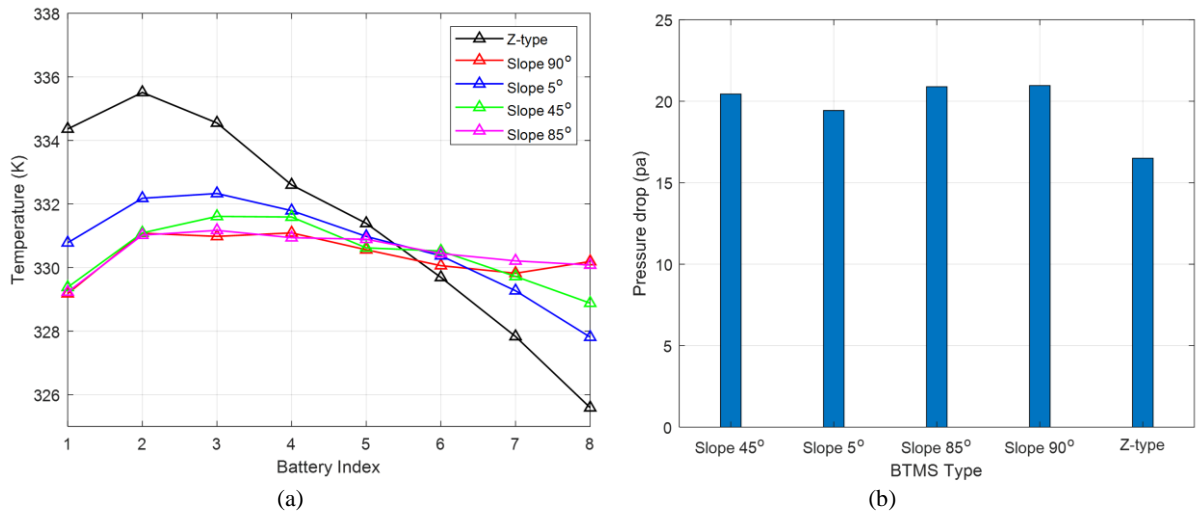 338
336
334
332
330
328
326
Temperature (K)
1 2 3 4 5 6 7 8
Battery Index
Z-type
Slope 90°
Slope 5°
Slope 45°
Slope 85°
(a)
25
20
15
10
5
0
Pressure drop (pa)
Slope 45° Slope 5° Slope 85° Slope 90° Z-type
BTMS Type
(b)